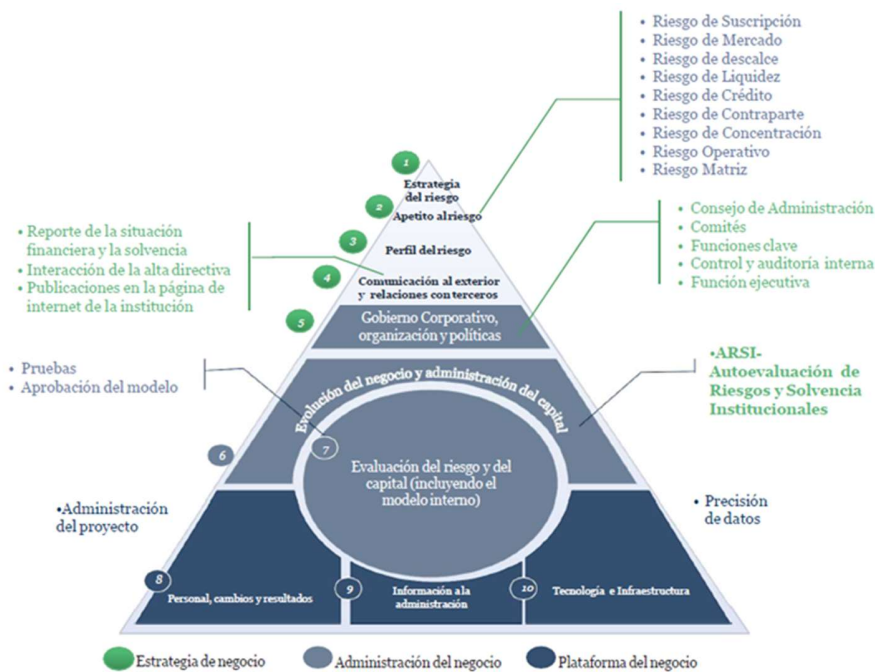 • Riesgo de Suscripción
• Riesgo de Mercado
• Riesgo de descalce
• Riesgo de Liquidez
• Riesgo de Crédito
• Riesgo de Contraparte
• Riesgo de Concentración
• Riesgo Operativo
• Riesgo Matriz
1
Estrategia
del riesgo
2
Apetito al riesgo
3
Perfil del riesgo
4
Comunicación al exterior
y relaciones con terceros
5
Gobierno Corporativo,
organización y políticas
• Reporte de la situación
financiera y la solvencia
• Interacción de la alta directiva
• Publicaciones en la página de
internet de la institución
• Consejo de Administración
• Comités
• Funciones clave
• Control y auditoría interna
• Función ejecutiva
• Pruebas
• Aprobación del modelo
•ARSI-
Autoevaluación de
Riesgos y Solvencia
Institucionales
Evolución del negocio y administración del capital
6
7
Evaluación del riesgo y del
capital (incluyendo el
modelo interno)
•Administración
del proyecto
• Precisión
de datos
8
Personal, cambios y resultados
9
Información a la
administración
10
Tecnología e Infraestructura
Estrategia de negocio
Administración del negocio
Plataforma del negocio